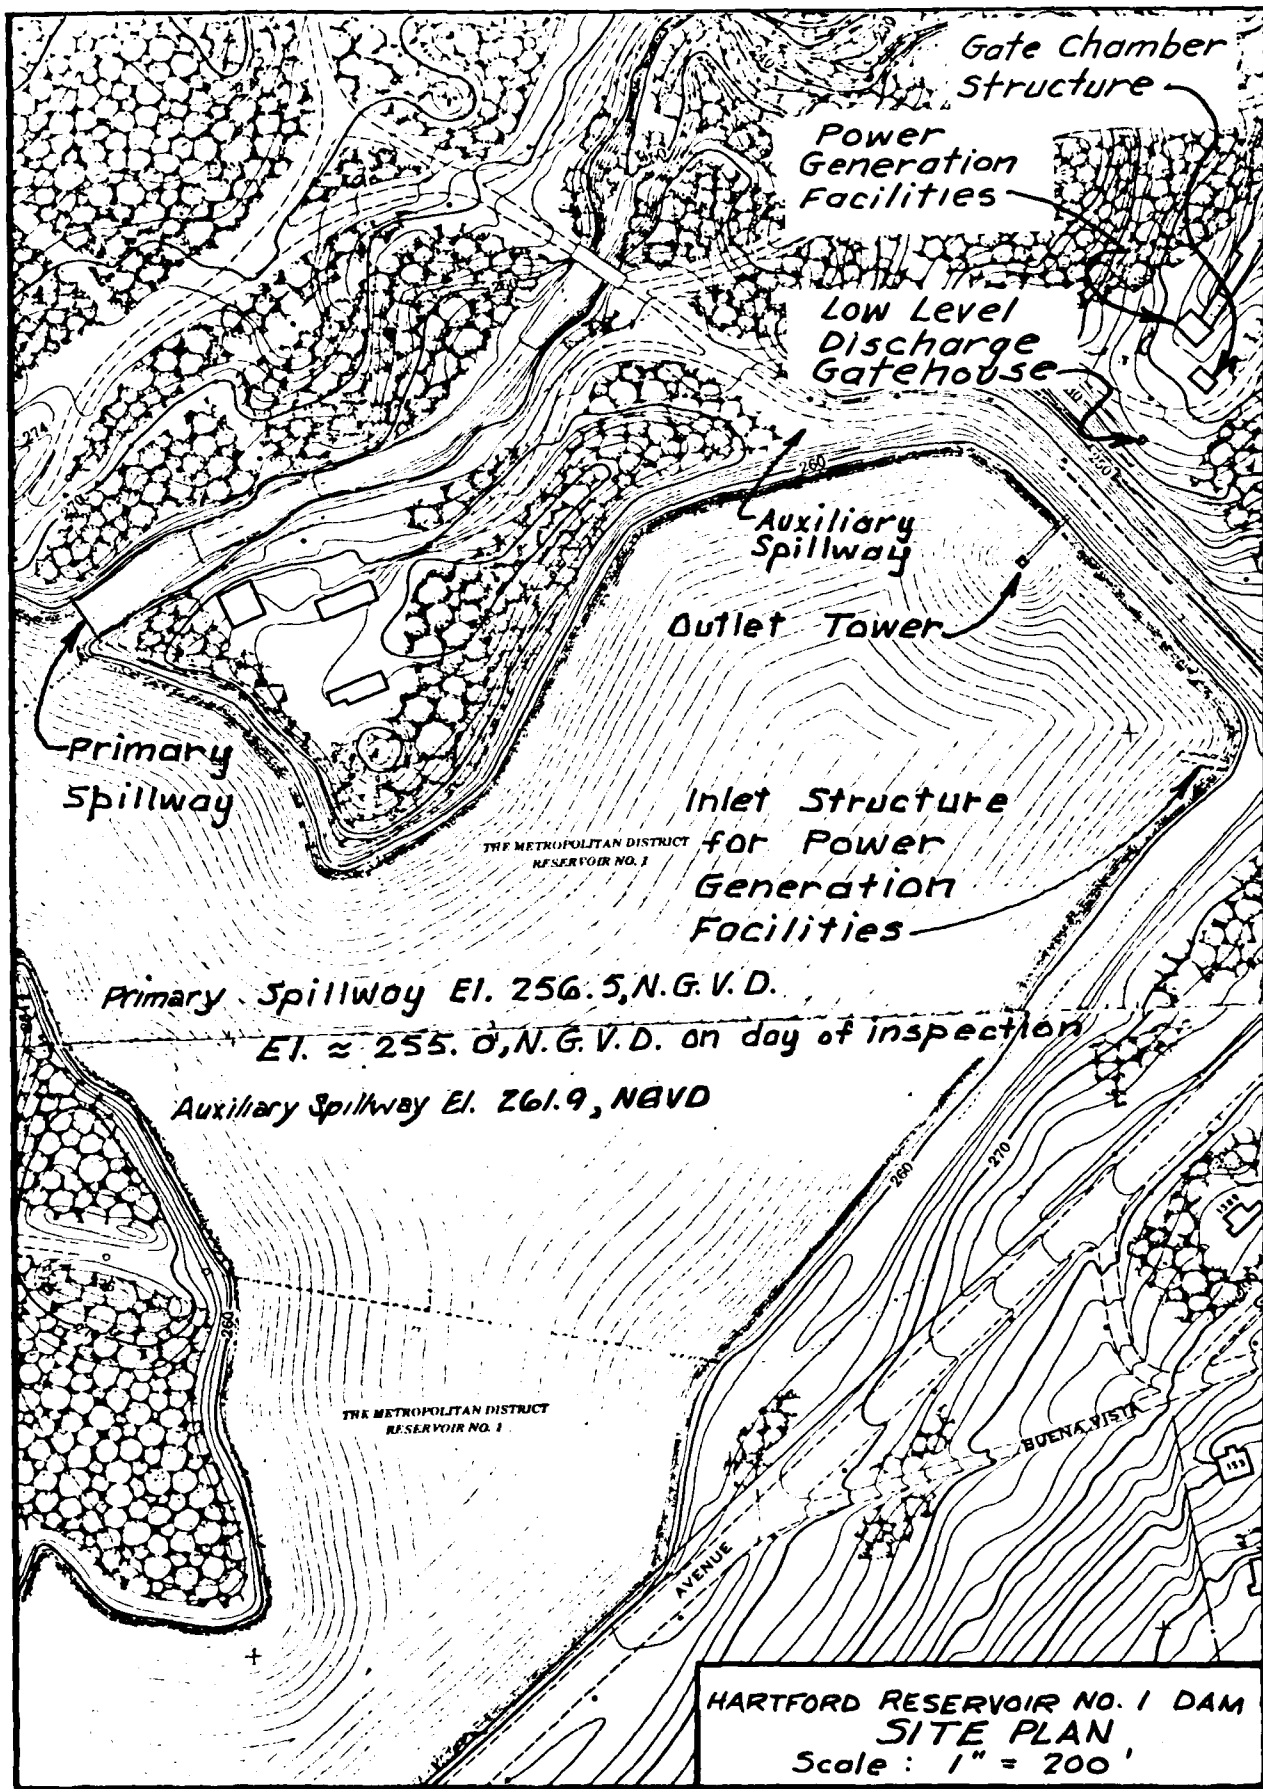 Gate Chamber
Structure
Power
Generation
Facilities
Low Level
Discharge
Gatehouse
260
274
260
260
Auxiliary
Spillway
Outlet Tower
Primary
Spillway
Inlet Structure
for Power
Generation
Facilities
THE METROPOLITAN DISTRICT
RESERVOIR NO. 1
Primary Spillway El. 256.5, N.G.V.D.
El. ≈ 255.0, N.G.V.D. on day of inspection
Auxiliary Spillway El. 261.9, NGVD
260
270
260
THE METROPOLITAN DISTRICT
RESERVOIR NO. 1
BUENA VISTA
153
AVENUE
HARTFORD RESERVOIR NO. 1 DAM
SITE PLAN
Scale : 1" = 200'